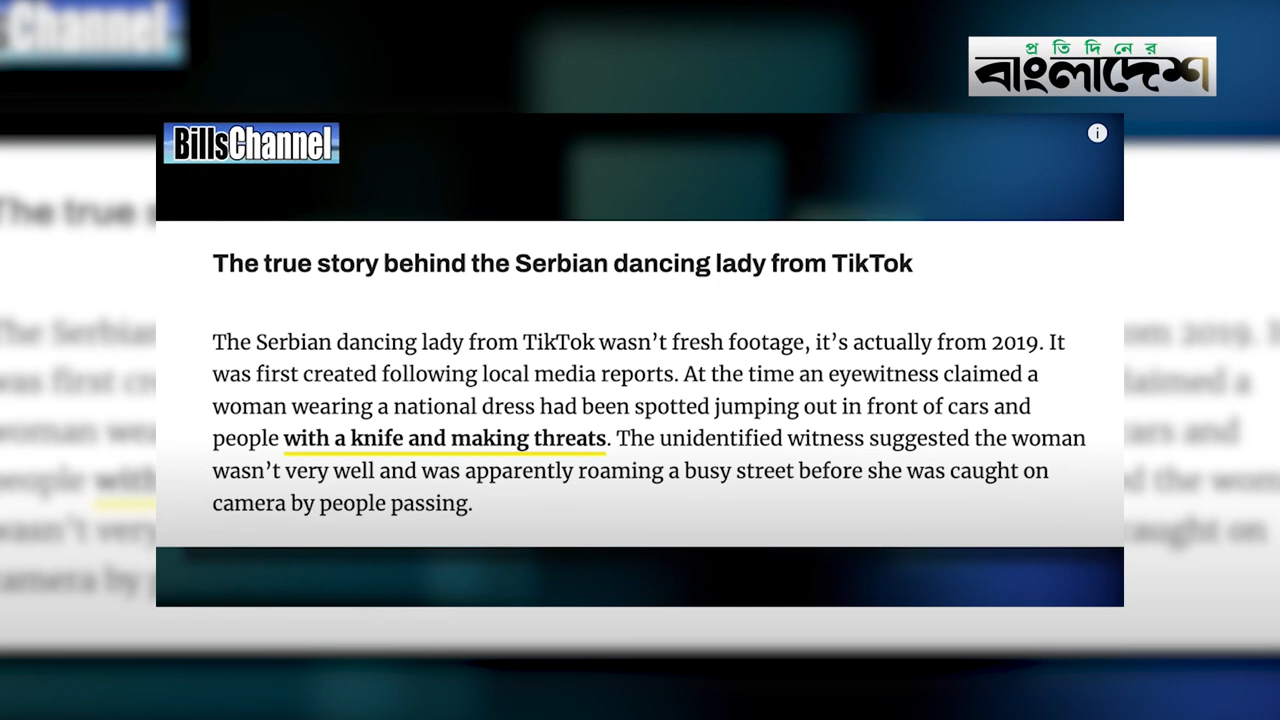 প্রতিদিনের
বাংলাদেশ
BillsChannel
The true story behind the Serbian dancing lady from TikTok
The Serbian dancing lady from TikTok wasn’t fresh footage, it’s actually from 2019. It
was first created following local media reports. At the time an eyewitness claimed a
woman wearing a national dress had been spotted jumping out in front of cars and
people with a knife and making threats. The unidentified witness suggested the woman
wasn’t very well and was apparently roaming a busy street before she was caught on
camera by people passing.